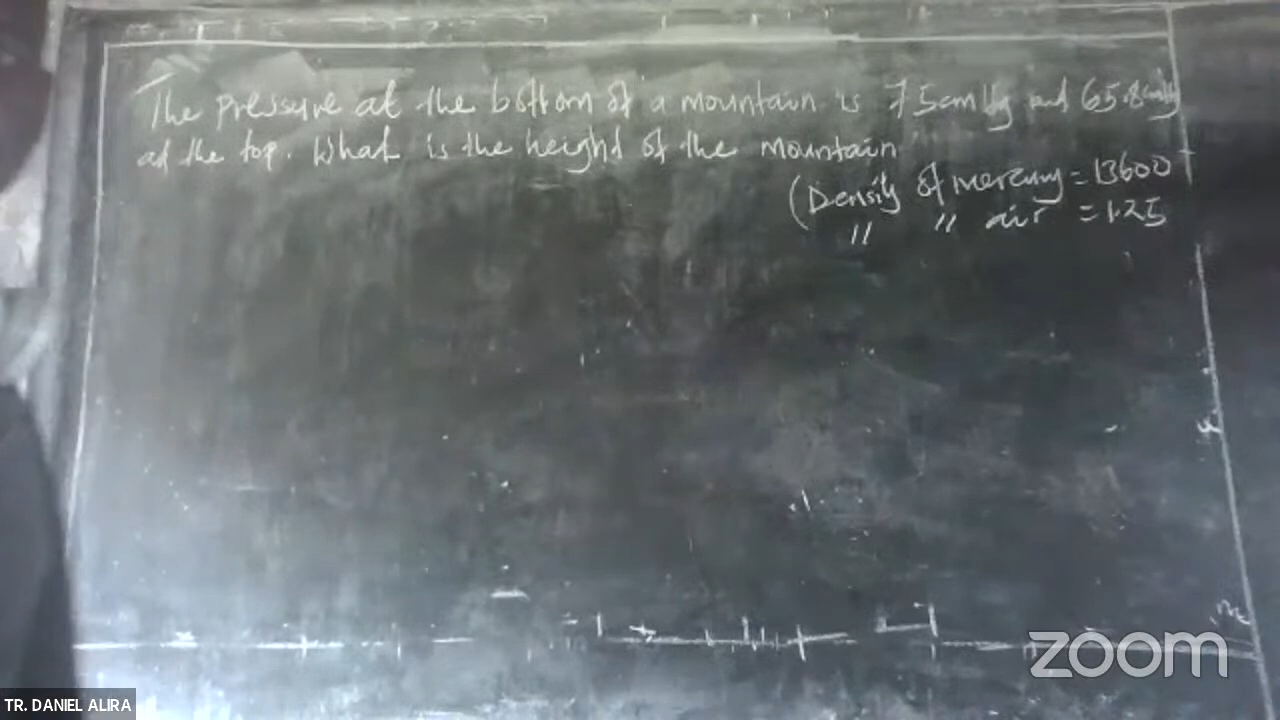 The pressure at the bottom of a mountain is 75cmHg and 65.8cmHg
at the top. What is the height of the mountain
(Density of mercury = 13600
" " air = 1.25
zoom
TR. DANIEL ALIRA